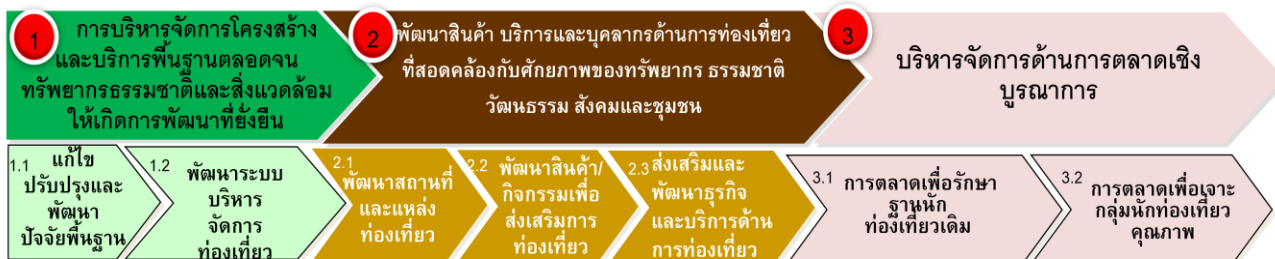 1
การบริหารจัดการโครงสร้าง
และบริการพื้นฐานตลอดจน
ทรัพยากรธรรมชาติและสิ่งแวดล้อม
ให้เกิดการพัฒนาที่ยั่งยืน
2
พัฒนาสินค้า บริการและบุคลากรด้านการท่องเที่ยว
ที่สอดคล้องกับศักยภาพของทรัพยากร ธรรมชาติ
วัฒนธรรม สังคมและชุมชน
3
บริหารจัดการด้านการตลาดเชิง
บูรณาการ
1.1 แก้ไข
ปรับปรุงและ
พัฒนา
ปัจจัยพื้นฐาน
1.2 พัฒนาระบบ
บริหาร
จัดการ
ท่องเที่ยว
2.1
พัฒนาสถานที่
และแหล่ง
ท่องเที่ยว
2.2 พัฒนาสินค้า/
กิจกรรมเพื่อ
ส่งเสริมการ
ท่องเที่ยว
2.3 ส่งเสริมและ
พัฒนาธุรกิจ
และบริการด้าน
การท่องเที่ยว
3.1 การตลาดเพื่อรักษา
ฐานนัก
ท่องเที่ยวเดิม
3.2 การตลาดเพื่อเจาะ
กลุ่มนักท่องเที่ยว
คุณภาพ